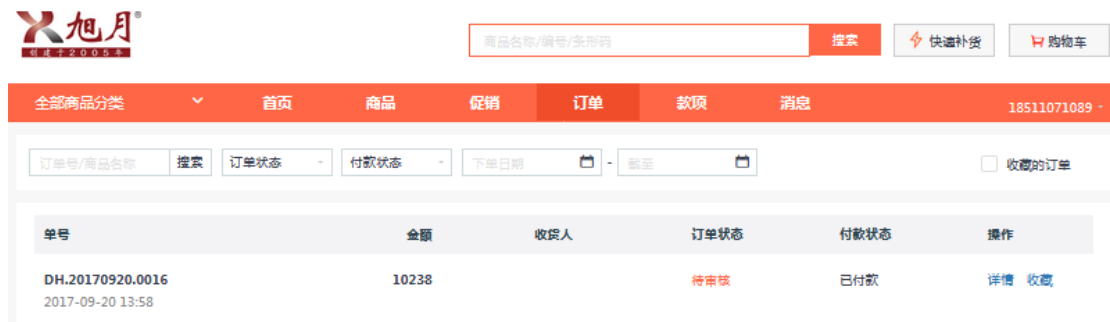 旭月®
创建于2005年
商品名称/编号/条形码 搜索 快速补货 购物车
全部商品分类 首页 商品 促销 订单 款项 消息 18511071089
订单号/商品名称 搜索 订单状态 付款状态 下单日期 - 截至 收藏的订单
单号 金额 收货人 订单状态 付款状态 操作
DH.20170920.0016 10238 待审核 已付款 详情 收藏
2017-09-20 13:58